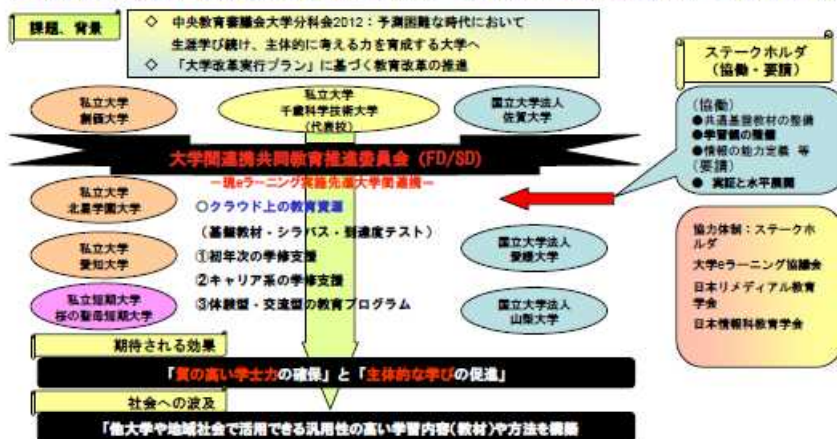 課題、背景
◇ 中央教育審議会大学分科会2012：予測困難な時代において
生涯学び続け、主体的に考える力を育成する大学へ
◇ 「大学改革実行プラン」に基づく教育改革の推進
ステークホルダ
（協働・要請）
私立大学
創価大学
私立大学
千歳科学技術大学
（代表校）
国立大学法人
佐賀大学
（協働）
●共通基盤教材の整備
●学習観の整備
●情報の能力定義 等
（要請）
● 実証と水平展開
大学間連携共同教育推進委員会 (FD/SD)
－現eラーニング実施先進大学間連携－
私立大学
北星学園大学
○クラウド上の教育資源
（基盤教材・シラバス・到達度テスト）
①初年次の学修支援
②キャリア系の学修支援
③体験型・交流型の教育プログラム
私立大学
愛知大学
国立大学法人
愛媛大学
私立短期大学
桜の聖母短期大学
国立大学法人
山梨大学
協力体制：ステークホ
ルダ
大学eラーニング協議会
日本リメディアル教育
学会
日本情報科教育学会
期待される効果
「質の高い学士力の確保」と「主体的な学びの促進」
社会への波及
「他大学や地域社会で活用できる汎用性の高い学習内容（教材）や方法を構築